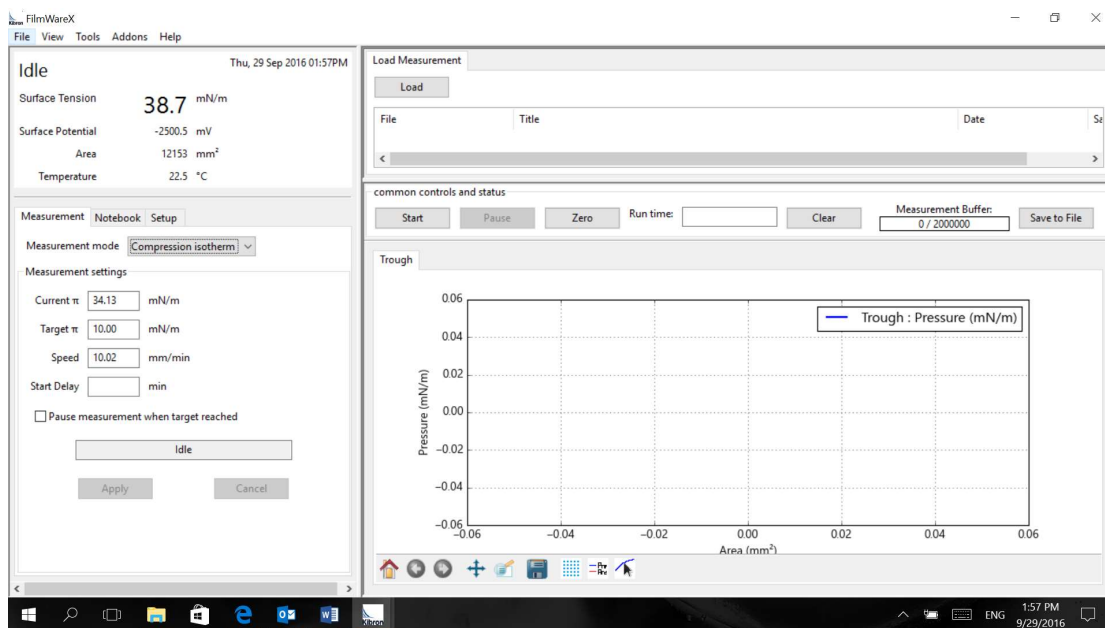 FilmWareX
File View Tools Addons Help
Idle
Thu, 29 Sep 2016 01:57PM
Surface Tension 38.7 mN/m
Surface Potential -2500.5 mV
Area 12153 mm²
Temperature 22.5 °C
Measurement Notebook Setup
Measurement mode Compression isotherm
Measurement settings
Current π 34.13 mN/m
Target π 10.00 mN/m
Speed 10.02 mm/min
Start Delay min
Pause measurement when target reached
Idle
Apply Cancel
Load Measurement
Load
File Title Date
common controls and status
Start Pause Zero Run time: Clear Measurement Buffer: Save to File
0 / 2000000
Trough
Trough : Pressure (mN/m)
0.06
0.04
0.02
0.00
−0.02
−0.04
−0.06
Pressure (mN/m)
−0.06 −0.04 −0.02 0.00 0.02 0.04 0.06
Area (mm²)
Kibron
ENG
1:57 PM
9/29/2016